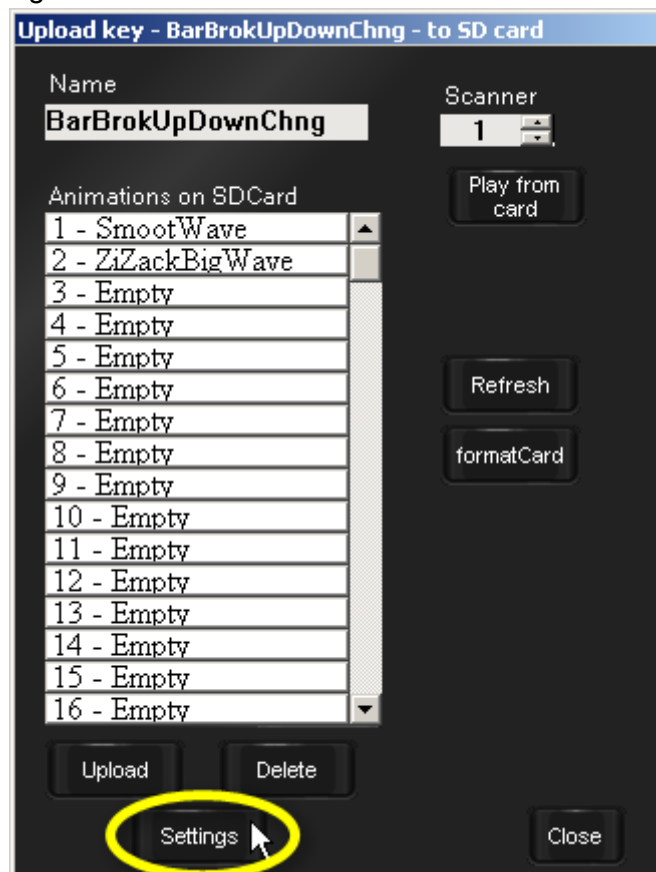 Upload key - BarBrokUpDownChng - to SD card
Name
BarBrokUpDownChng
Scanner
1
Play from
card
Animations on SDCard
1 - SmootWave
2 - ZiZackBigWave
3 - Empty
4 - Empty
5 - Empty
6 - Empty
7 - Empty
8 - Empty
9 - Empty
10 - Empty
11 - Empty
12 - Empty
13 - Empty
14 - Empty
15 - Empty
16 - Empty
Refresh
formatCard
Upload
Delete
Settings
Close